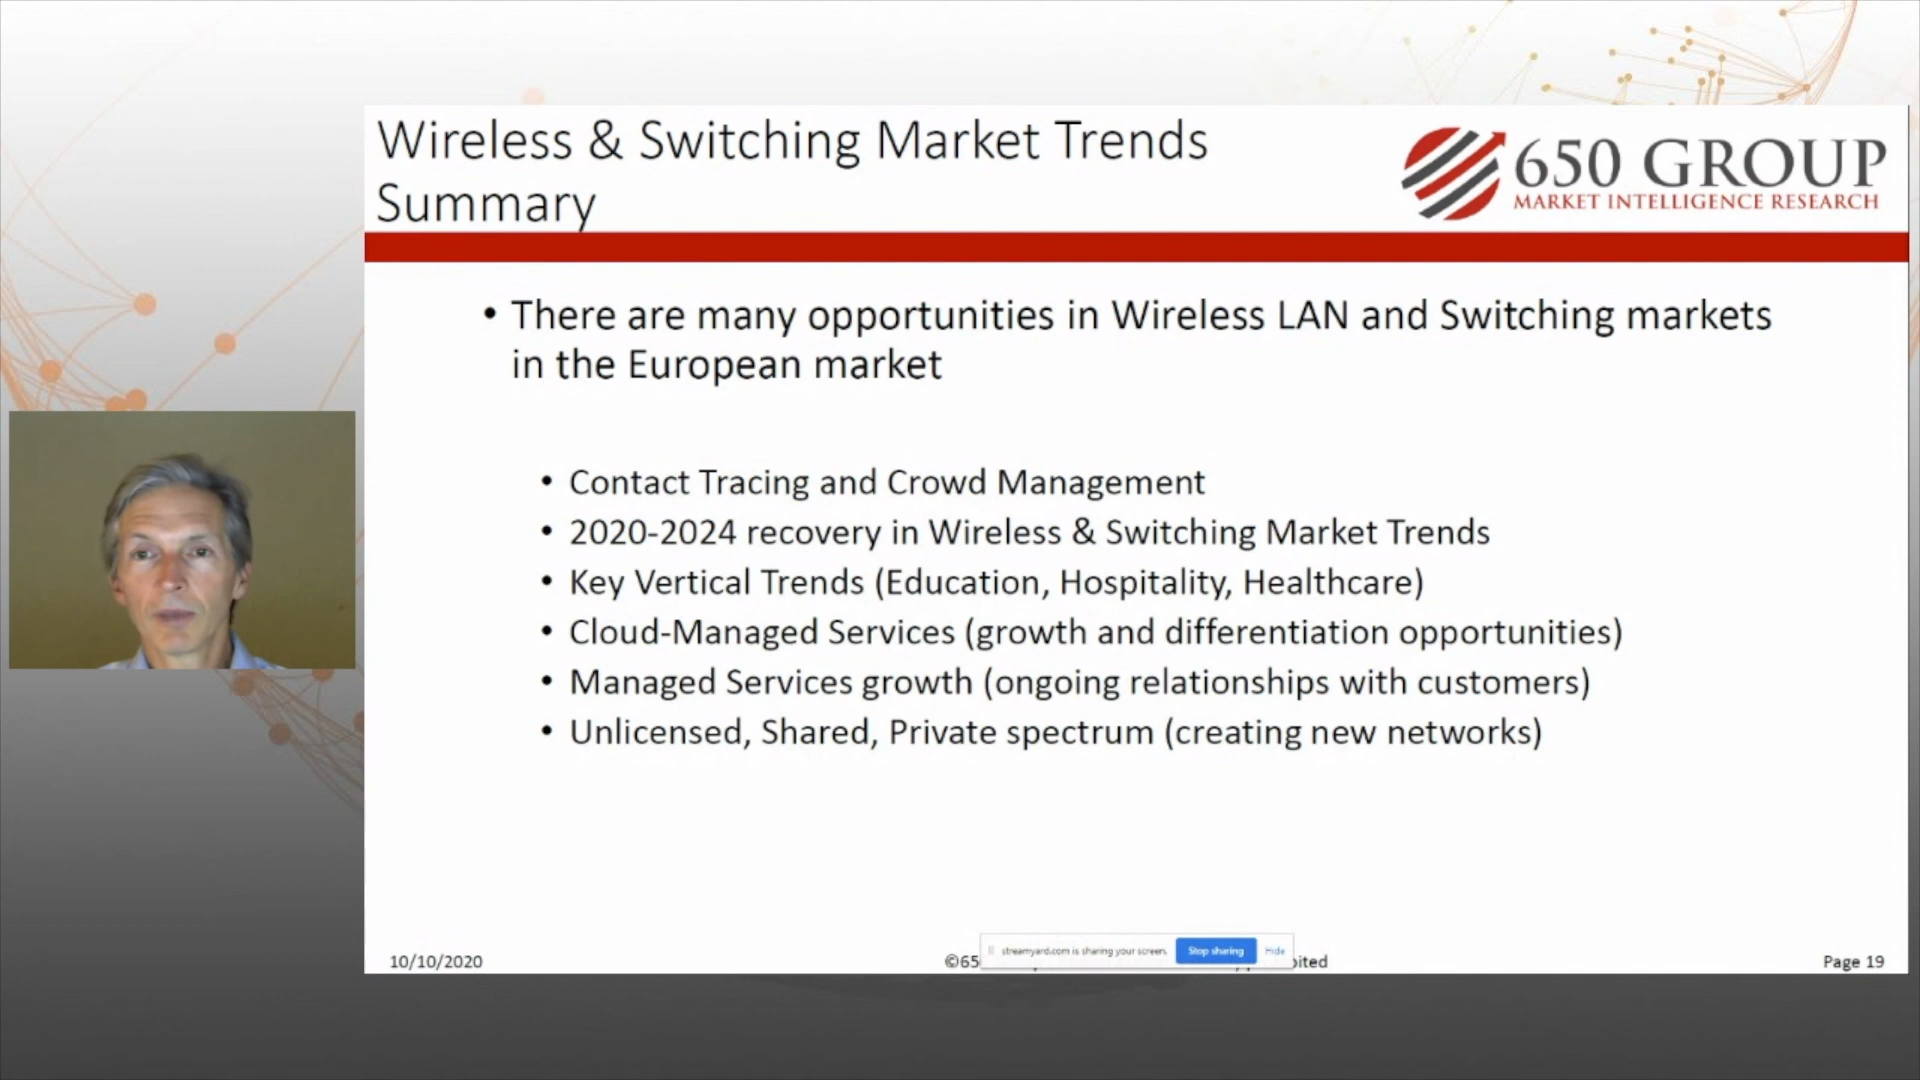 Wireless & Switching Market Trends
Summary
650 GROUP
MARKET INTELLIGENCE RESEARCH
• There are many opportunities in Wireless LAN and Switching markets
in the European market
• Contact Tracing and Crowd Management
• 2020-2024 recovery in Wireless & Switching Market Trends
• Key Vertical Trends (Education, Hospitality, Healthcare)
• Cloud-Managed Services (growth and differentiation opportunities)
• Managed Services growth (ongoing relationships with customers)
• Unlicensed, Shared, Private spectrum (creating new networks)
streamyard.com is sharing your screen.
Stop sharing
Hide
10/10/2020
©65
Page 19